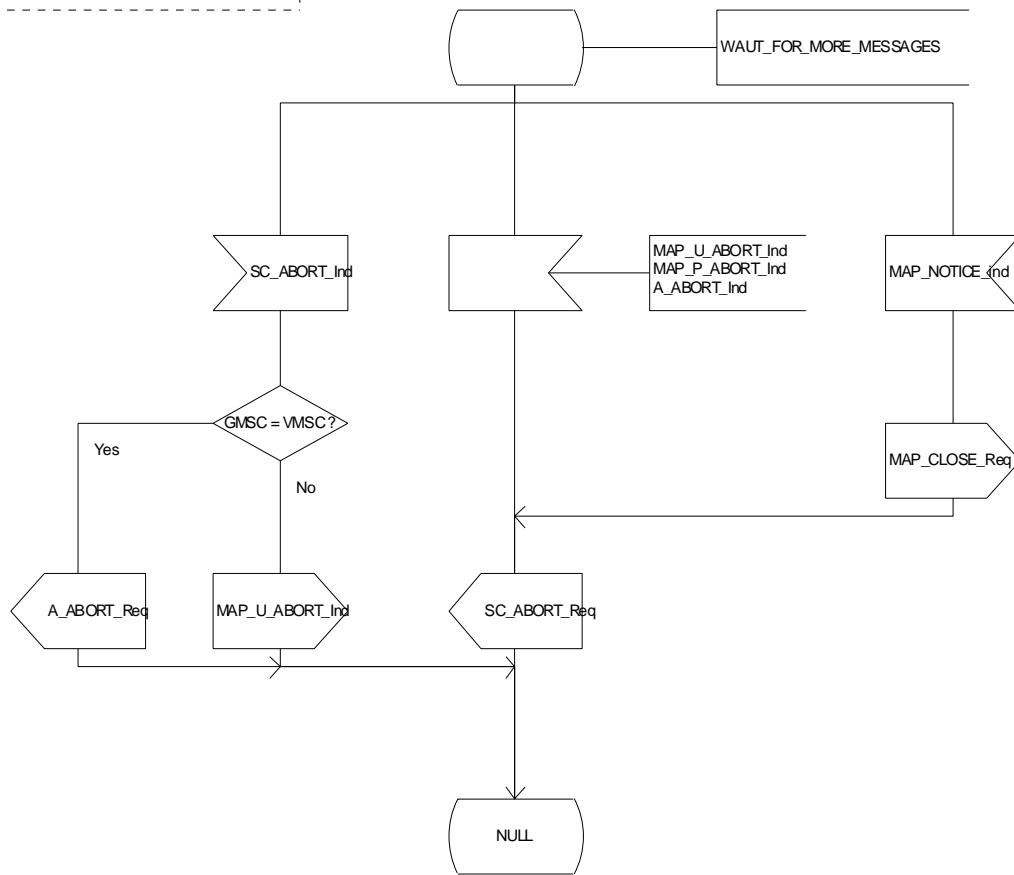 WAUT_FOR_MORE_MESSAGES
SC_ABORT_Ind
MAP_U_ABORT_Ind
MAP_P_ABORT_Ind
A_ABORT_Ind
MAP_NOTICE_Ind
GMSC = VMSC?
Yes
No
MAP_CLOSE_Req
A_ABORT_Req
MAP_U_ABORT_Ind
SC_ABORT_Req
NULL